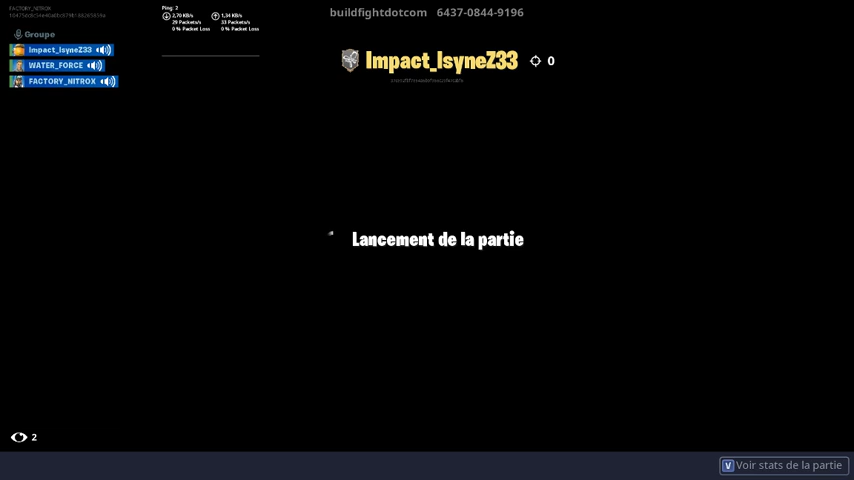 FACTORY_NITROX
Groupe
Impact_IsyneZ33
WATER_FORCE
FACTORY_NITROX
Ping: 2
2,70 KB/s 1,34 KB/s
29 Packets/s 33 Packets/s
0 % Packet Loss 0 % Packet Loss
buildfightdotcom 6437-0844-9196
Impact_IsyneZ33 0
Lancement de la partie
2
V Voir stats de la partie